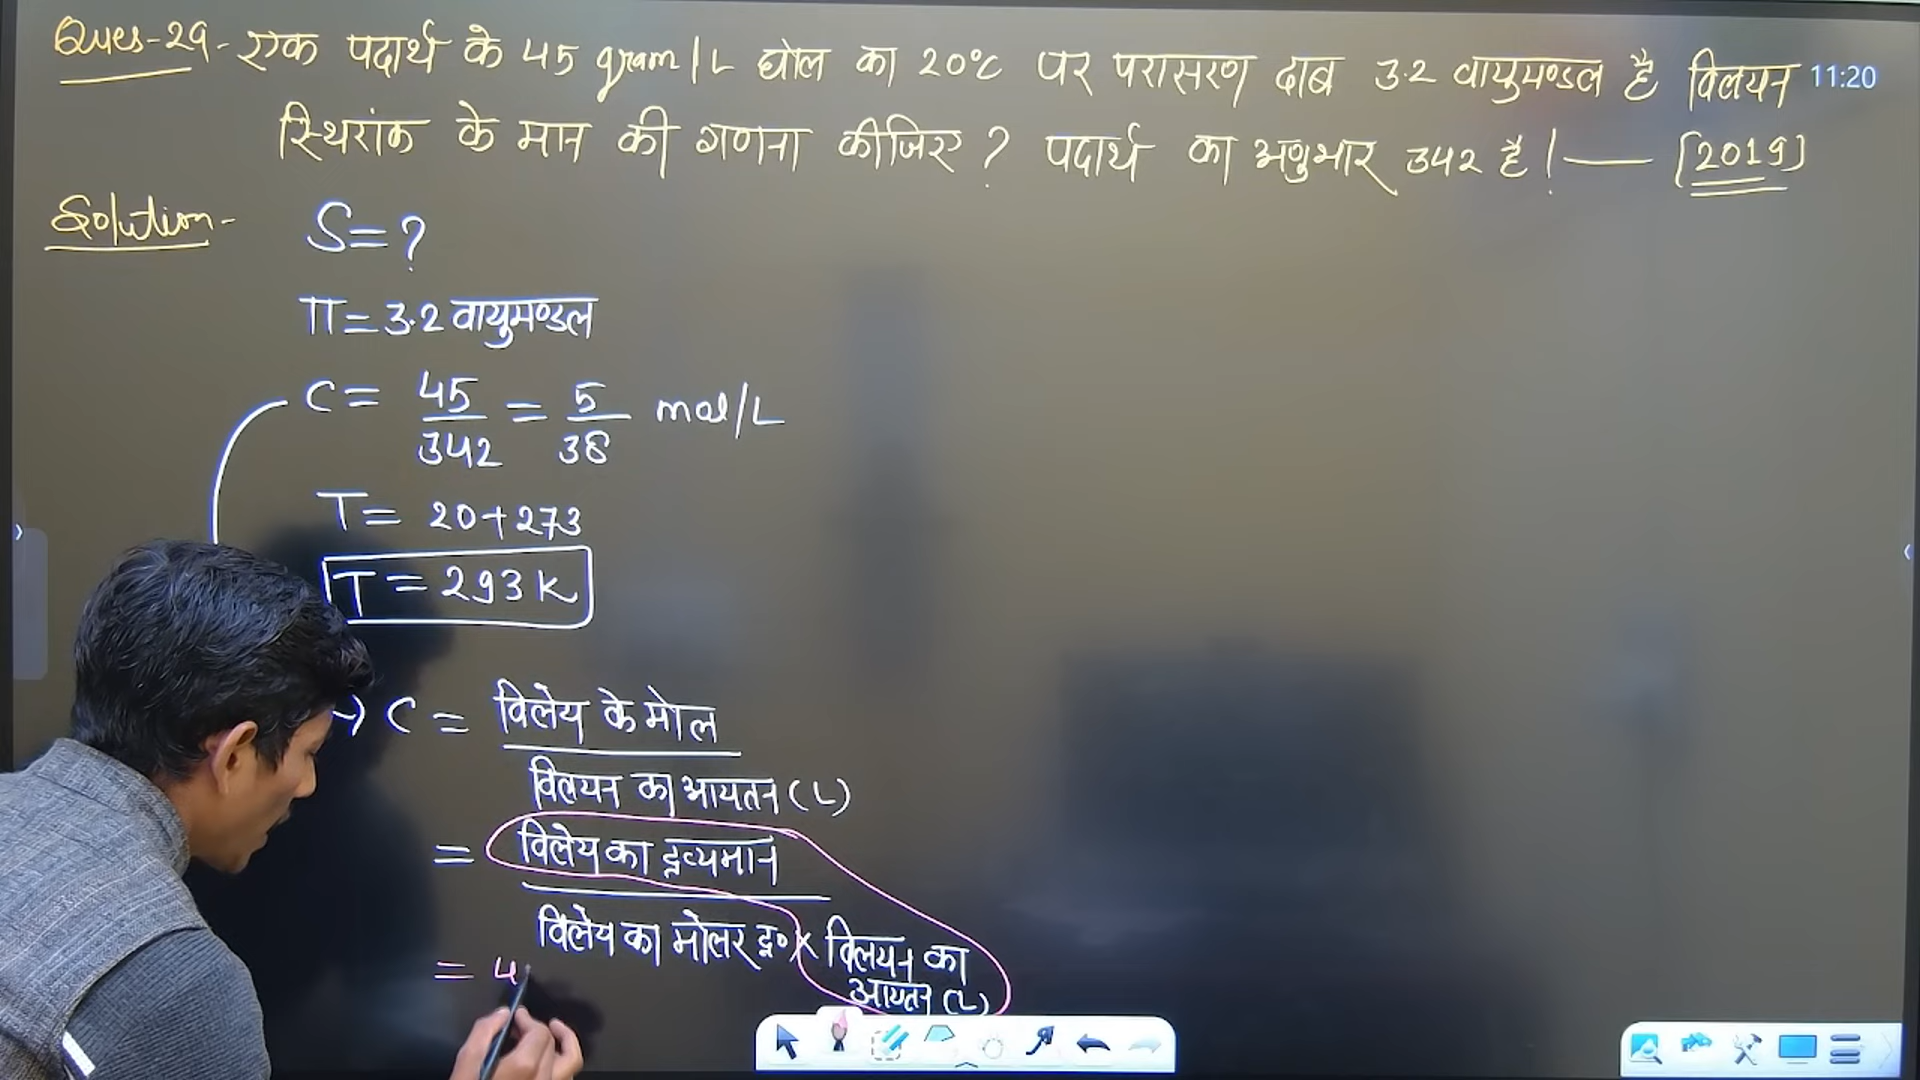 Ques-29- एक पदार्थ के 45 gram/L घोल का 20°C पर परासरण दाब 3.2 वायुमण्डल है विलयन
11:20
स्थिरांक के मान की गणना कीजिए? पदार्थ का अणुभार 342 है!— [2019]
Solution-
S=?
π=3.2 वायुमण्डल
C= 45/342 = 5/38 mol/L
T= 20+273
T=293K
→ C = विलेय के मोल
विलयन का आयतन (L)
= विलेय का द्रव्यमान
विलेय का मोलर द्र० × विलयन का
आयतन (L)
= 4